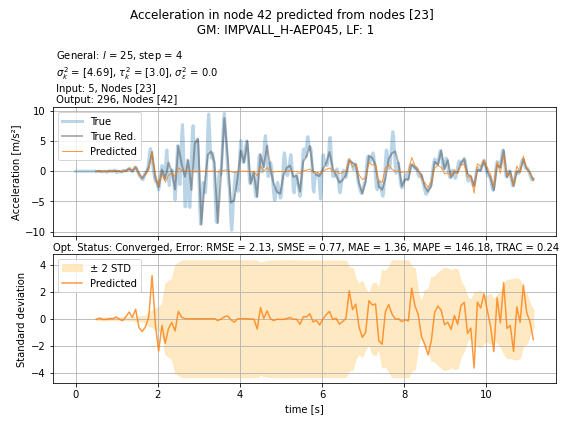 Acceleration in node 42 predicted from nodes [23]
GM: IMPVALL_H-AEP045, LF: 1
General: l = 25, step = 4
σ²ₖ = [4.69], τ²ₖ = [3.0], σ²ε = 0.0
Input: 5, Nodes [23]
Output: 296, Nodes [42]
10
5
0
−5
−10
Acceleration [m/s²]
True
True Red.
Predicted
Opt. Status: Converged, Error: RMSE = 2.13, SMSE = 0.77, MAE = 1.36, MAPE = 146.18, TRAC = 0.24
4
2
0
−2
−4
Standard deviation
± 2 STD
Predicted
0 2 4 6 8 10
time [s]